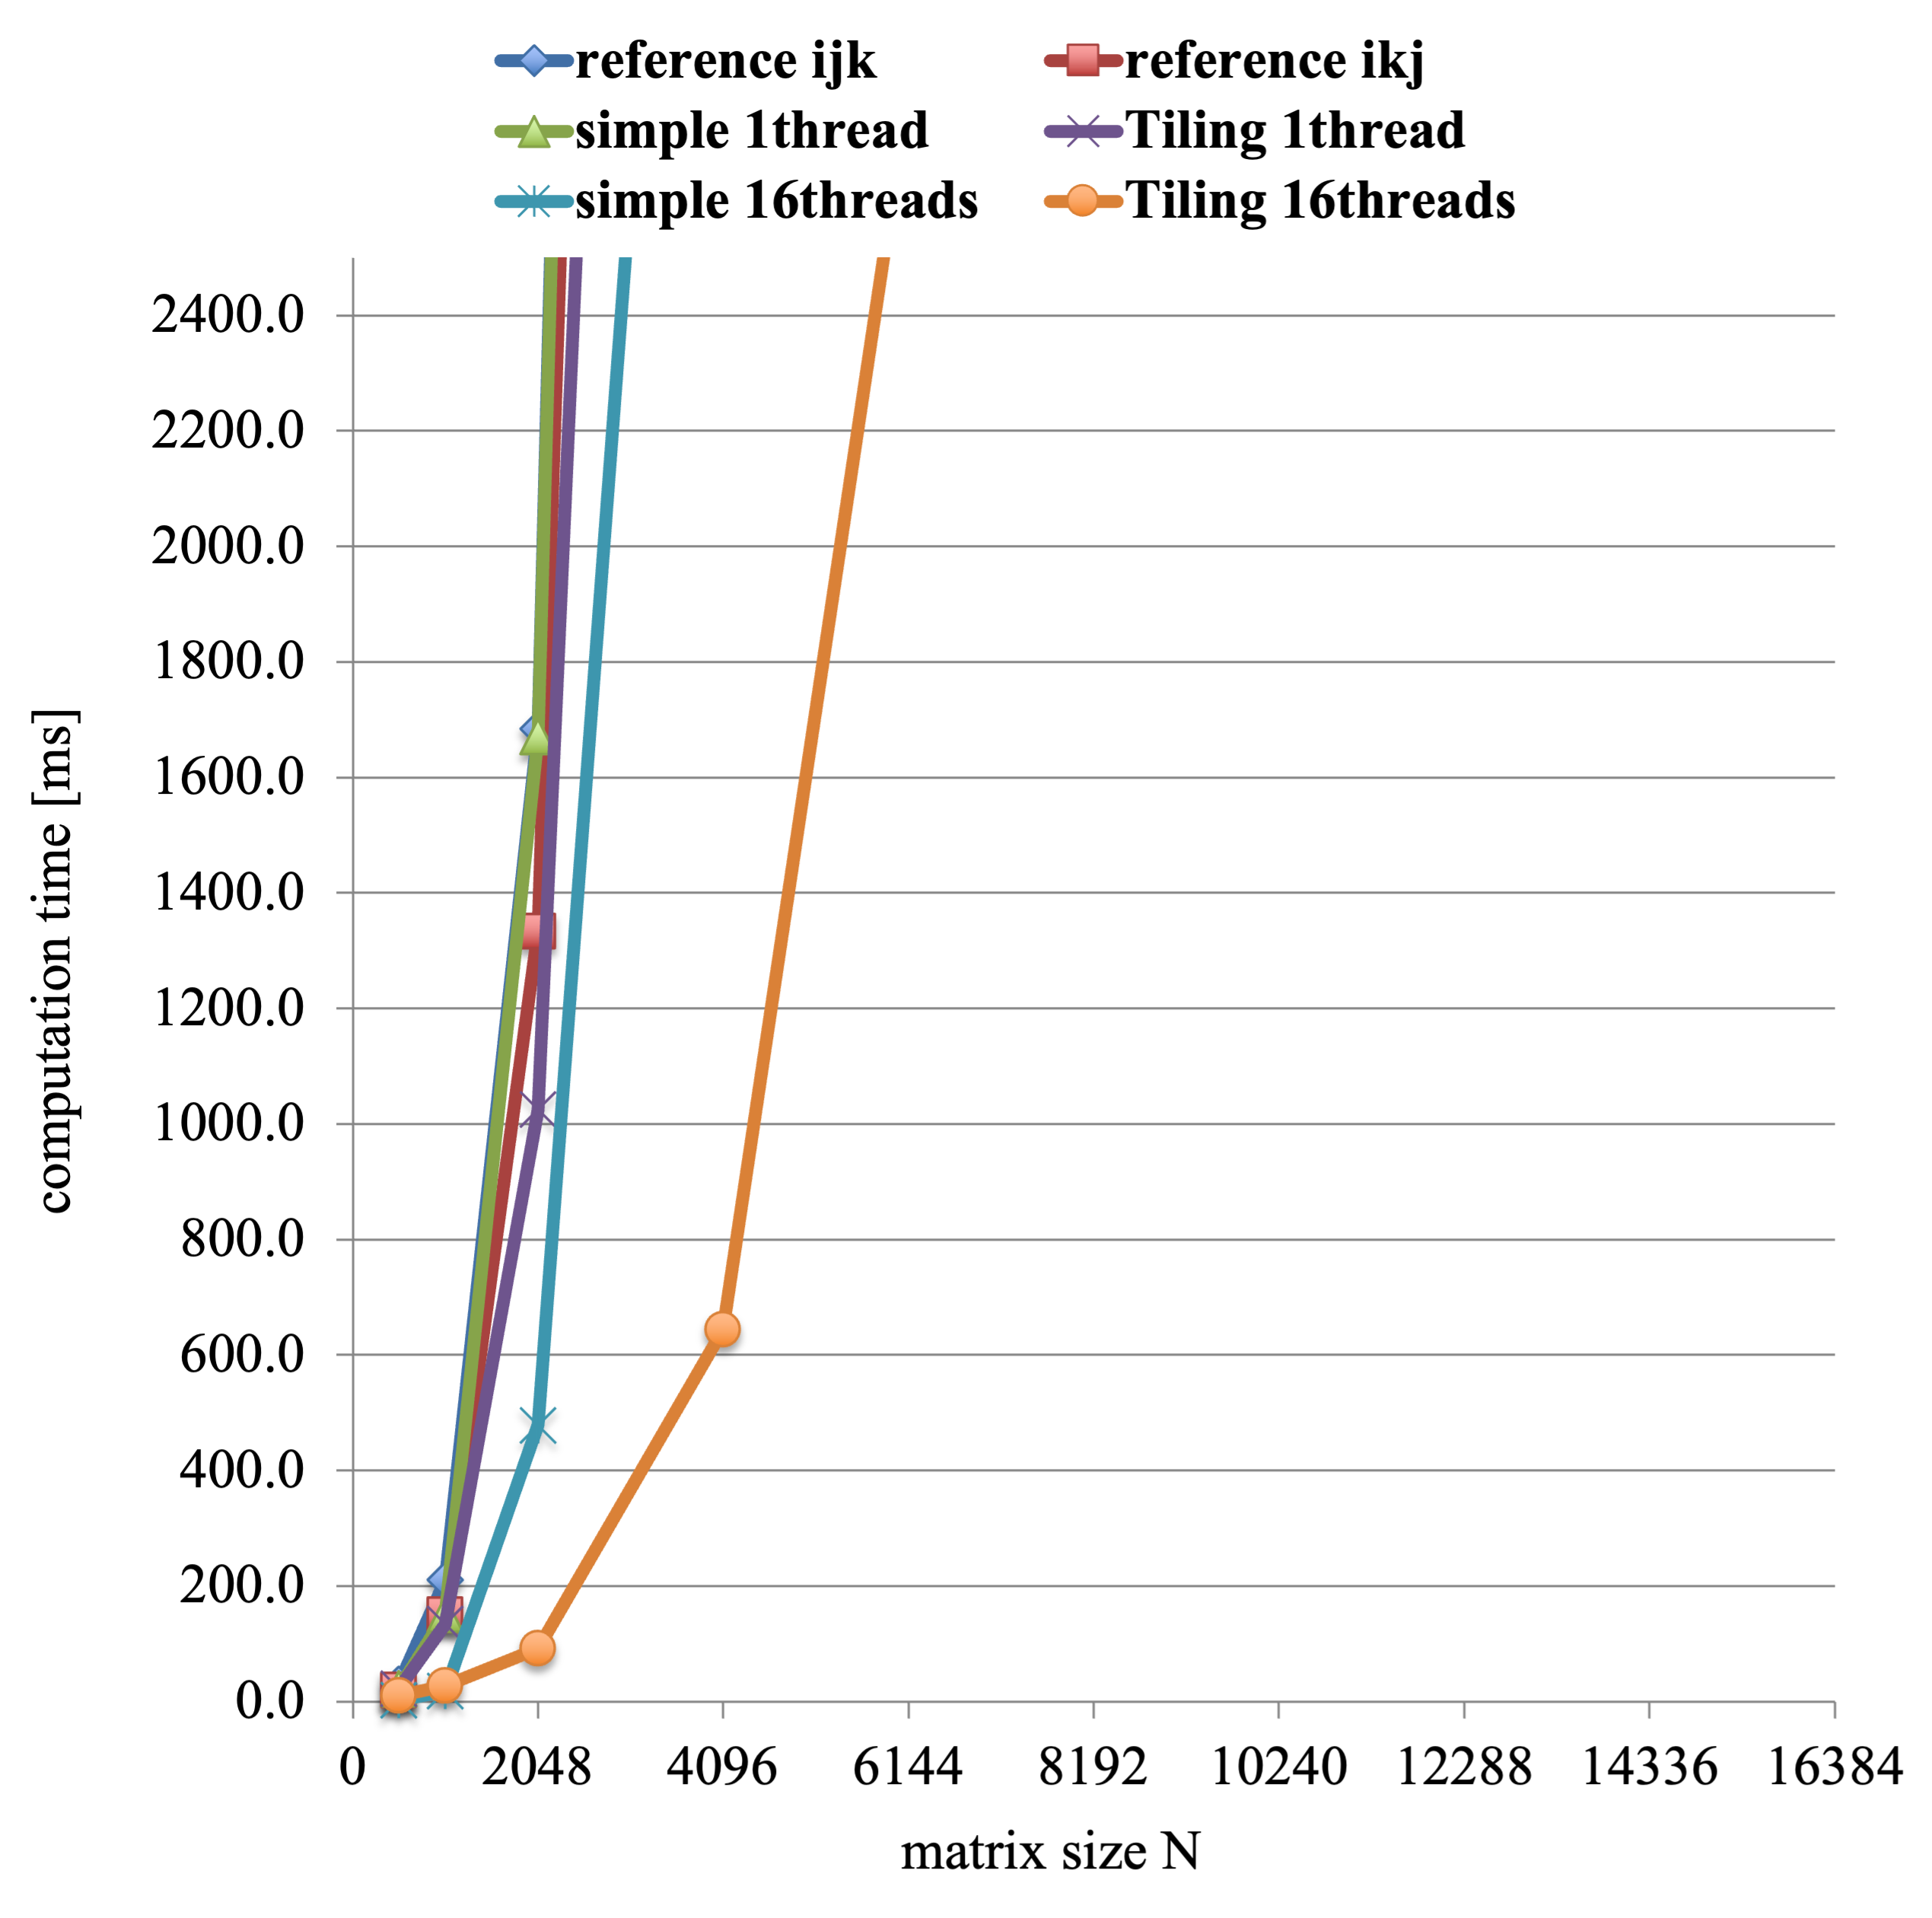 reference ijk
reference ikj
simple 1thread
Tiling 1thread
simple 16threads
Tiling 16threads
2400.0
2200.0
2000.0
1800.0
1600.0
1400.0
1200.0
1000.0
800.0
600.0
400.0
200.0
0.0
computation time [ms]
0 2048 4096 6144 8192 10240 12288 14336 16384
matrix size N